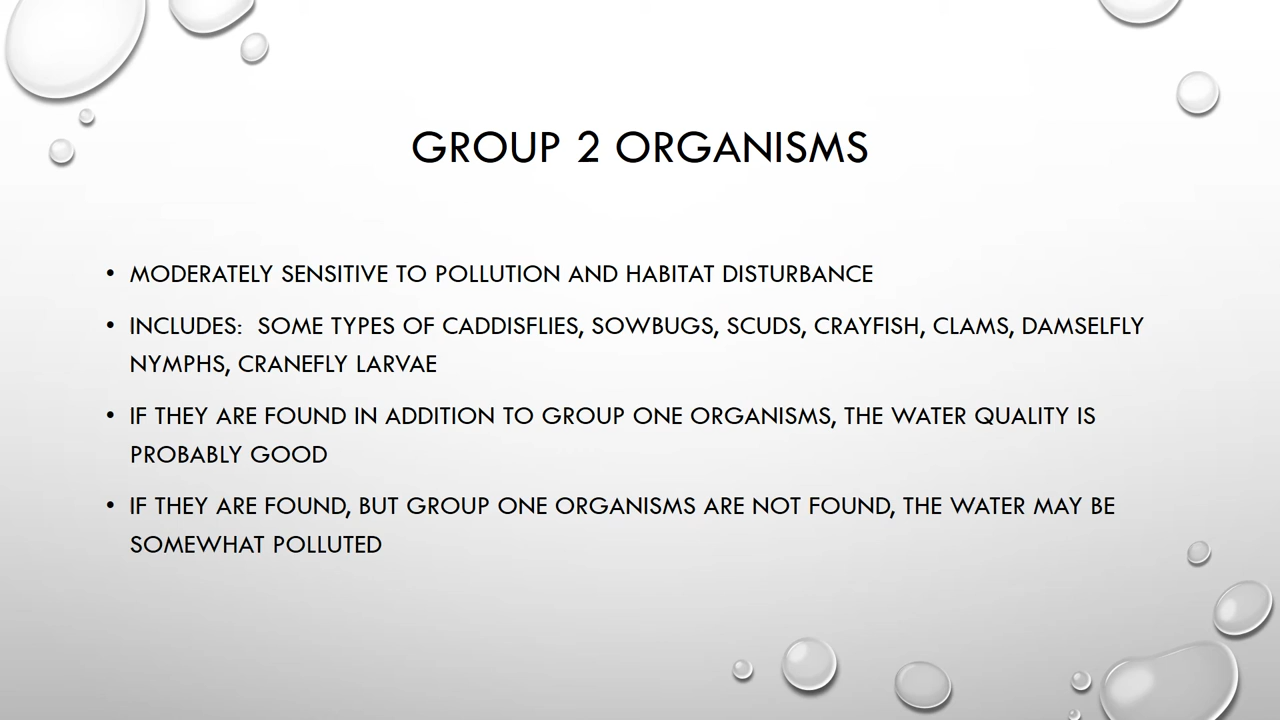 GROUP 2 ORGANISMS
• MODERATELY SENSITIVE TO POLLUTION AND HABITAT DISTURBANCE
• INCLUDES:  SOME TYPES OF CADDISFLIES, SOWBUGS, SCUDS, CRAYFISH, CLAMS, DAMSELFLY
NYMPHS, CRANEFLY LARVAE
• IF THEY ARE FOUND IN ADDITION TO GROUP ONE ORGANISMS, THE WATER QUALITY IS
PROBABLY GOOD
• IF THEY ARE FOUND, BUT GROUP ONE ORGANISMS ARE NOT FOUND, THE WATER MAY BE
SOMEWHAT POLLUTED